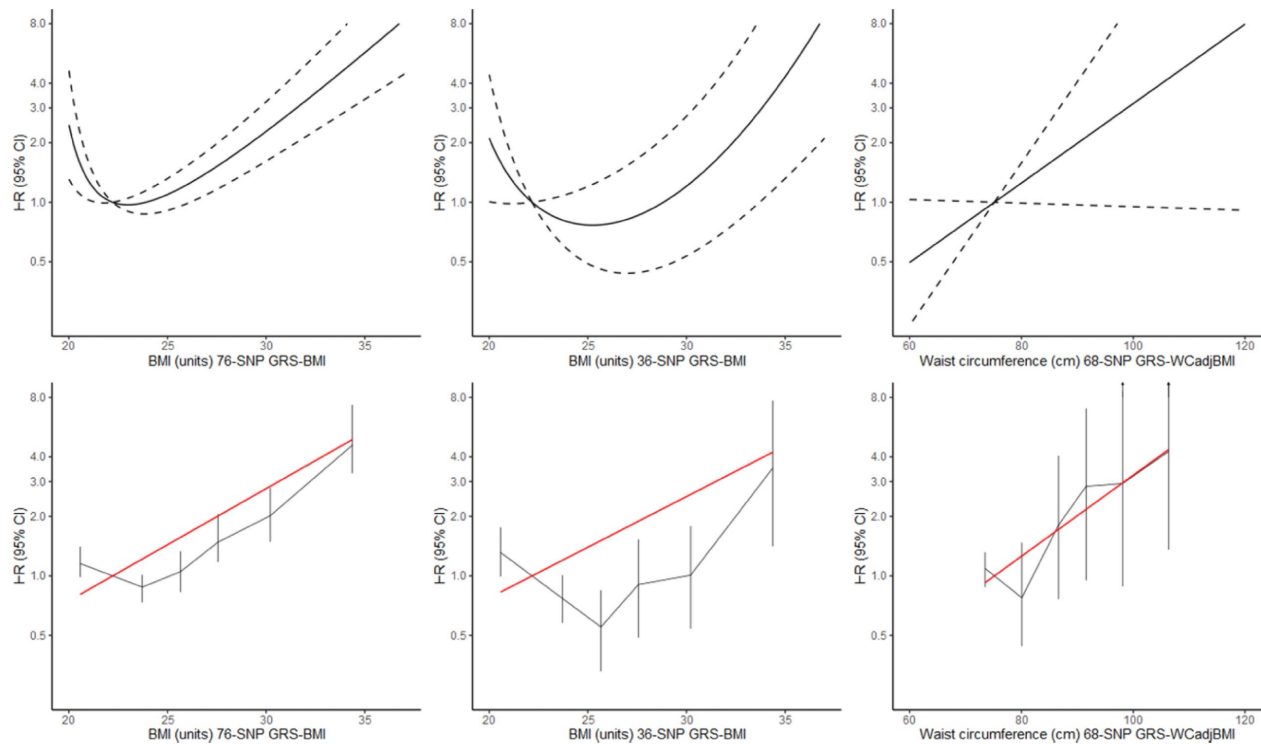 8.0
4.0
3.0
2.0
1.0
0.5
HR (95% CI)
20 25 30 35
BMI (units) 76-SNP GRS-BMI
8.0
4.0
3.0
2.0
1.0
0.5
HR (95% CI)
20 25 30 35
BMI (units) 36-SNP GRS-BMI
8.0
4.0
3.0
2.0
1.0
0.5
HR (95% CI)
60 80 100 120
Waist circumference (cm) 68-SNP GRS-WCadjBMI
8.0
4.0
3.0
2.0
1.0
0.5
HR (95% CI)
20 25 30 35
BMI (units) 76-SNP GRS-BMI
8.0
4.0
3.0
2.0
1.0
0.5
HR (95% CI)
20 25 30 35
BMI (units) 36-SNP GRS-BMI
8.0
4.0
3.0
2.0
1.0
0.5
HR (95% CI)
60 80 100 120
Waist circumference (cm) 68-SNP GRS-WCadjBMI